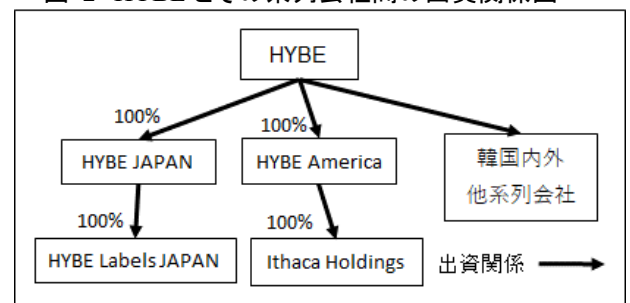 HYBE
100%
100%
HYBE JAPAN
HYBE America
韓国内外
他系列会社
100%
100%
HYBE Labels JAPAN
Ithaca Holdings
出資関係